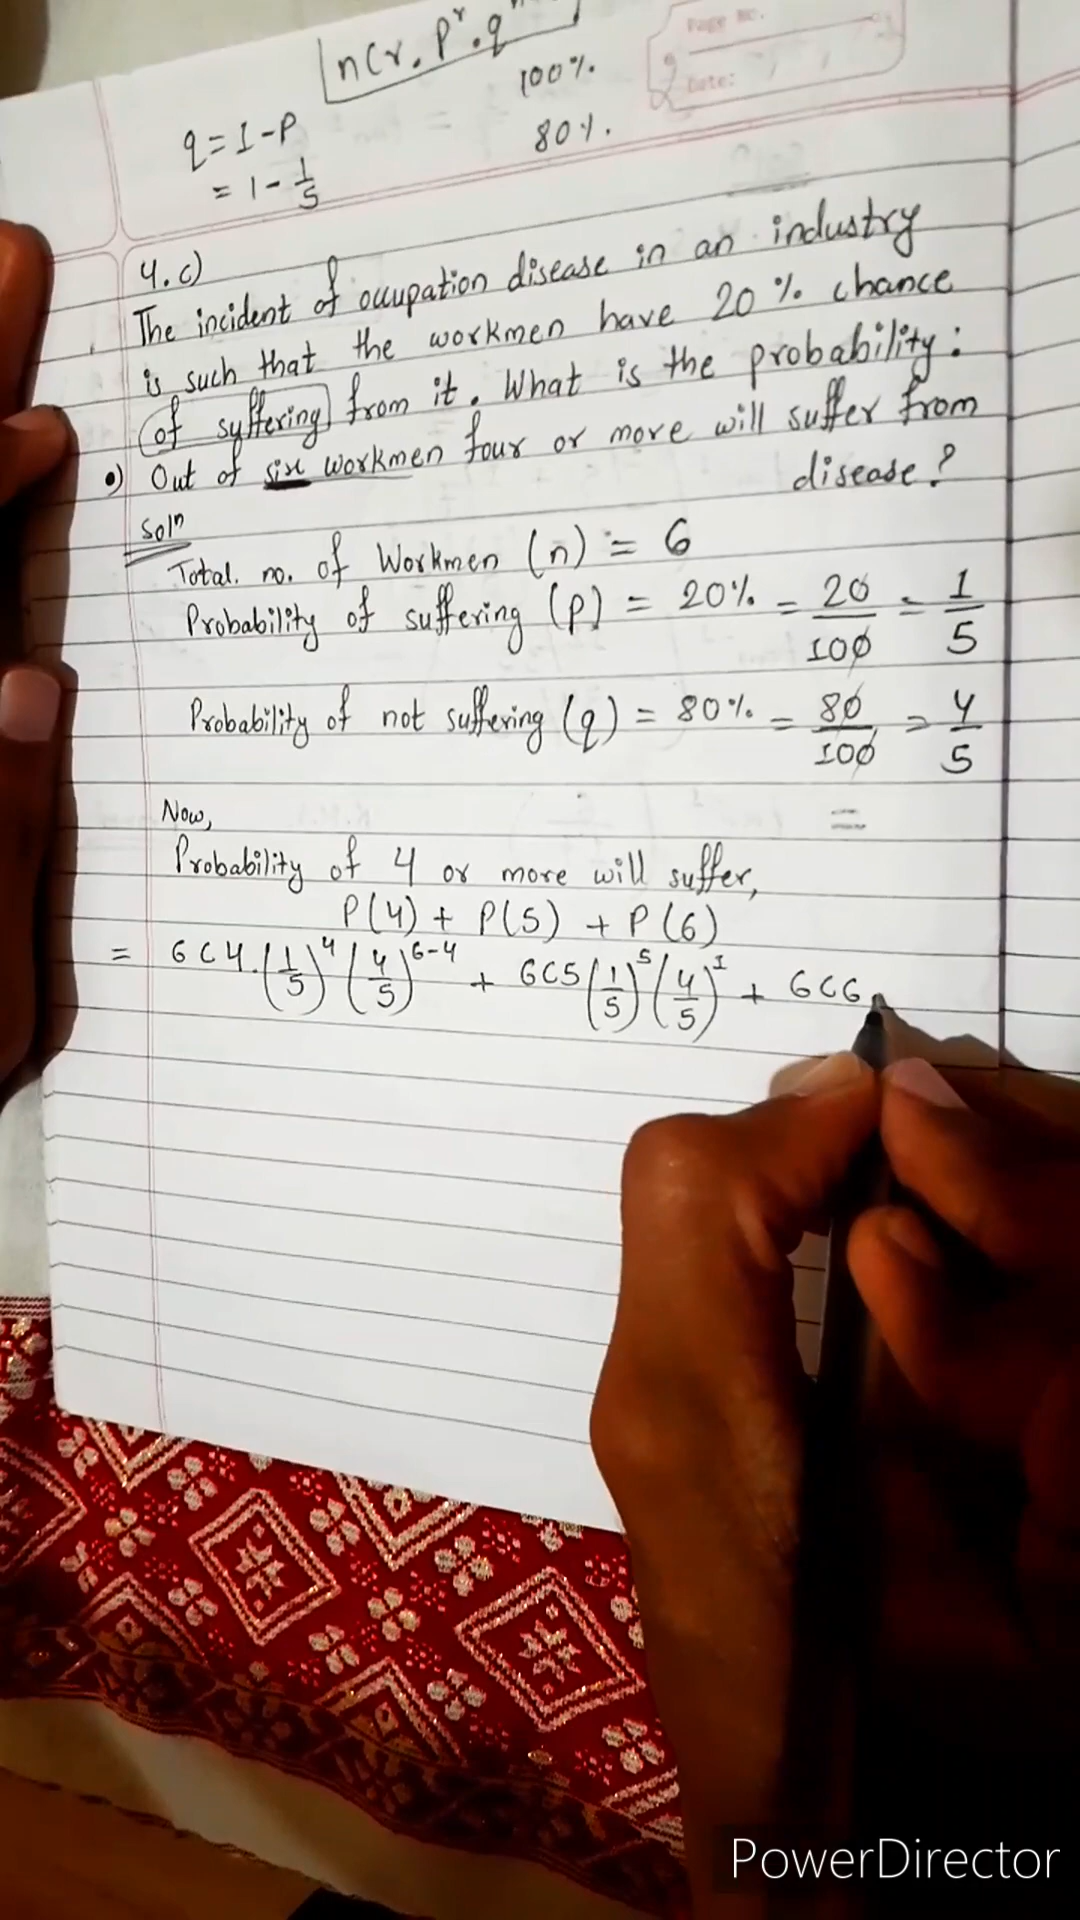 nCr. p^r . q^n
Page No.
Date:
100%.
80%.
q = 1 - P
= 1 - 1/5
4. c)
The incident of ouupation disease in an industry
is such that the workmen have 20 % chance
of suffering from it. What is the probability:
•) Out of six workmen four or more will suffer from
disease?
Soln
Total. no. of Workmen (n) = 6
Probability of suffering (p) = 20% = 20/100 = 1/5
Probability of not suffering (q) = 80% = 80/100 = 4/5
=
Now,
Probability of 4 or more will suffer,
P(4) + P(5) + P(6)
= 6C4.(1/5)^4 (4/5)^6-4 + 6C5 (1/5)^5 (4/5)^1 + 6C6
PowerDirector